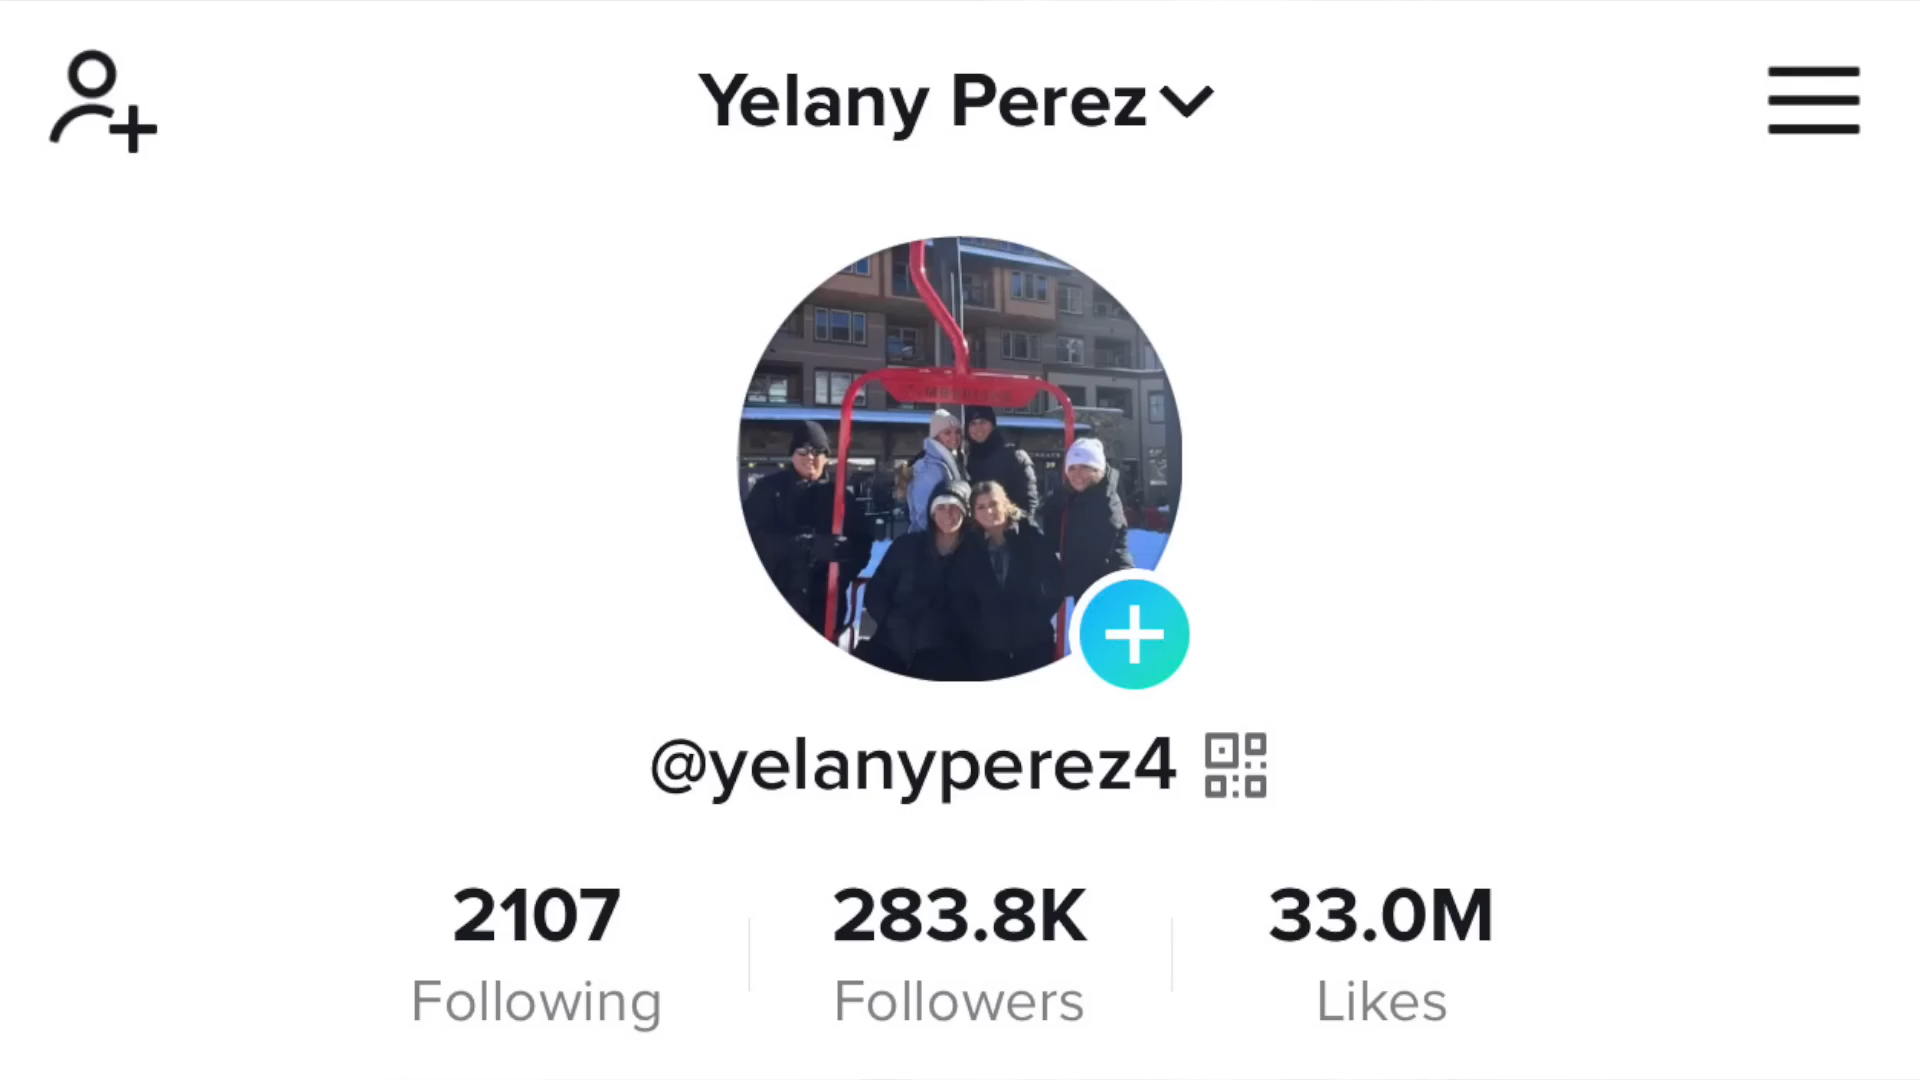 Yelany Perez
@yelanyperez4
2107
Following
283.8K
Followers
33.0M
Likes